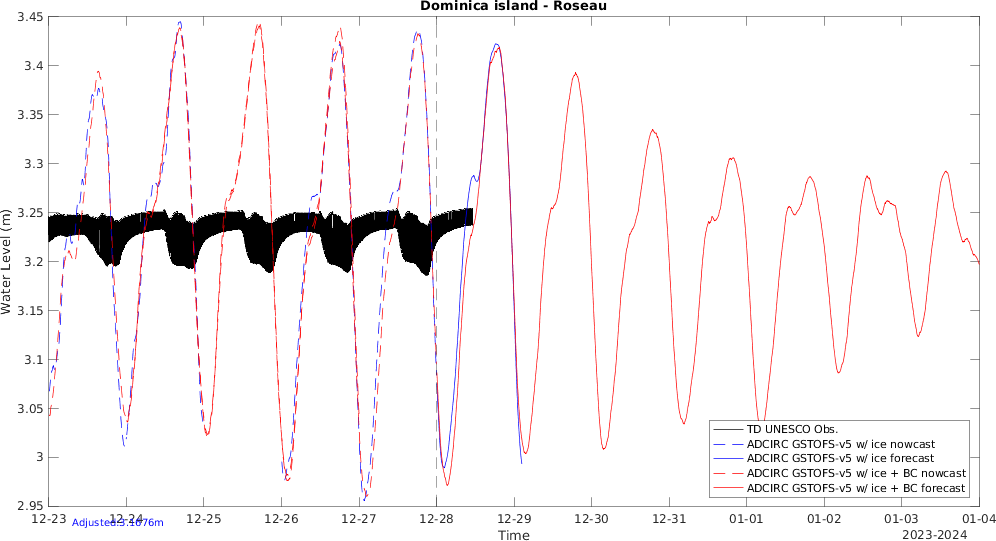 Dominica island - Roseau
3.45
3.4
3.35
3.3
3.25
3.2
3.15
3.1
3.05
3
2.95
Water Level (m)
TD UNESCO Obs.
ADCIRC GSTOFS-v5 w/ ice nowcast
ADCIRC GSTOFS-v5 w/ ice forecast
ADCIRC GSTOFS-v5 w/ ice + BC nowcast
ADCIRC GSTOFS-v5 w/ ice + BC forecast
12-23 12-24 12-25 12-26 12-27 12-28 12-29 12-30 12-31 01-01 01-02 01-03 01-04
Time
2023-2024